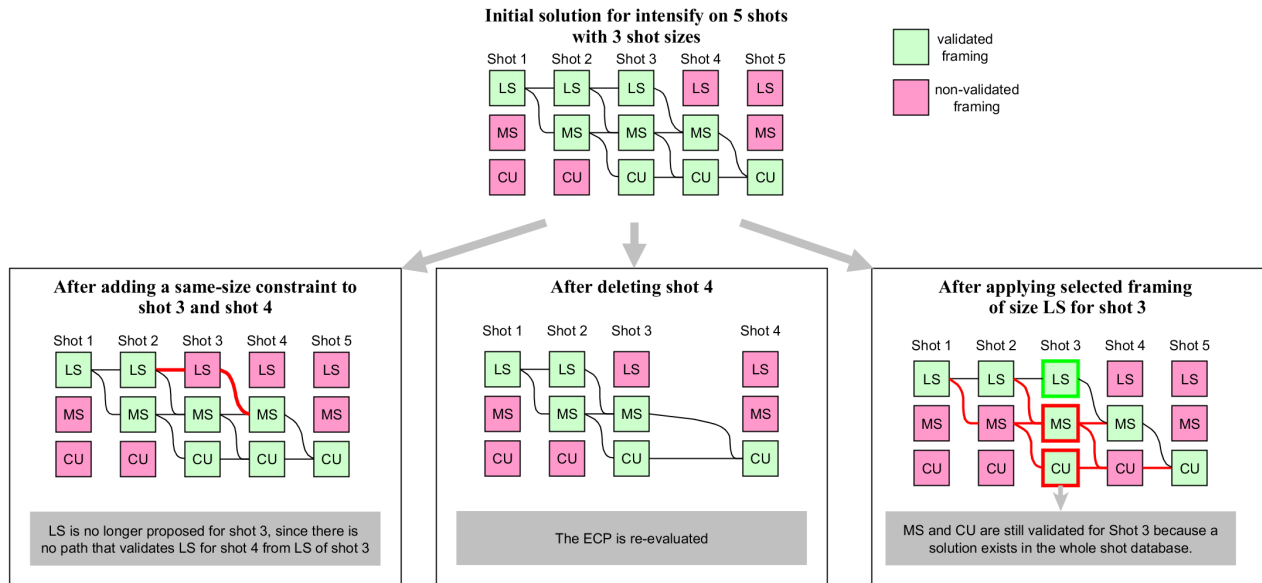 Initial solution for intensify on 5 shots
with 3 shot sizes
Shot 1 Shot 2 Shot 3 Shot 4 Shot 5
LS LS LS LS LS
MS MS MS MS MS
CU CU CU CU CU
validated
framing
non-validated
framing
After adding a same-size constraint to
shot 3 and shot 4
Shot 1 Shot 2 Shot 3 Shot 4 Shot 5
LS LS LS LS LS
MS MS MS MS MS
CU CU CU CU CU
LS is no longer proposed for shot 3, since there is
no path that validates LS for shot 4 from LS of shot 3
After deleting shot 4
Shot 1 Shot 2 Shot 3 Shot 4
LS LS LS LS
MS MS MS MS
CU CU CU CU
The ECP is re-evaluated
After applying selected framing
of size LS for shot 3
Shot 1 Shot 2 Shot 3 Shot 4 Shot 5
LS LS LS LS LS
MS MS MS MS MS
CU CU CU CU CU
MS and CU are still validated for Shot 3 because a
solution exists in the whole shot database.